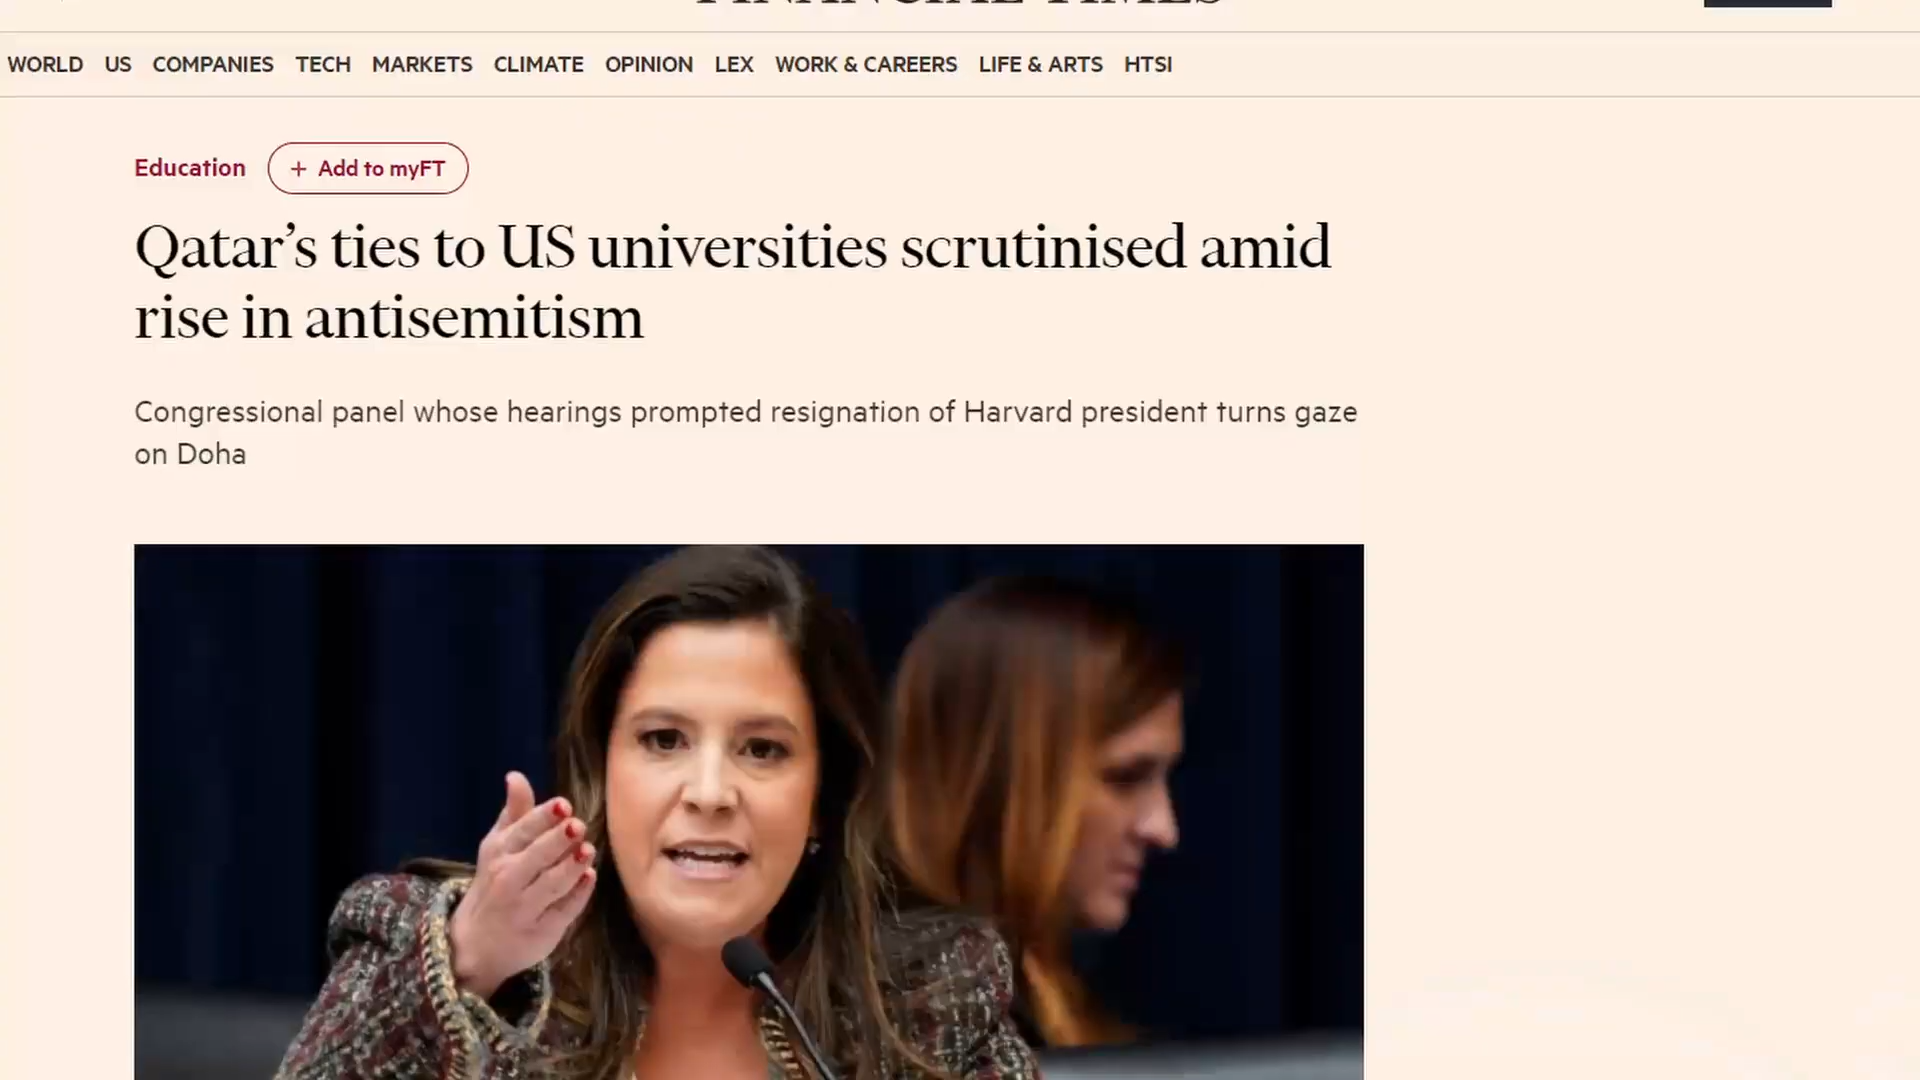 FINANCIAL TIMES
WORLD US COMPANIES TECH MARKETS CLIMATE OPINION LEX WORK & CAREERS LIFE & ARTS HTSI
Education + Add to myFT
Qatar’s ties to US universities scrutinised amid
rise in antisemitism
Congressional panel whose hearings prompted resignation of Harvard president turns gaze
on Doha